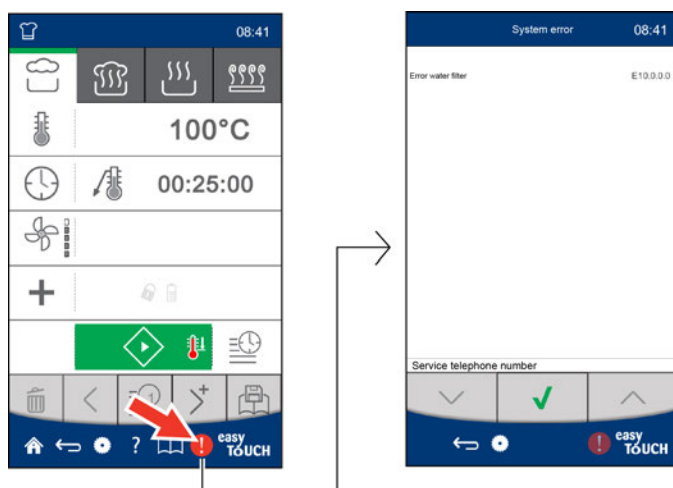 08:41
100°C
00:25:00
1
?
!
easy
TOUCH
System error
08:41
Error water filter
E10.0.0.0
Service telephone number
!
easy
TOUCH